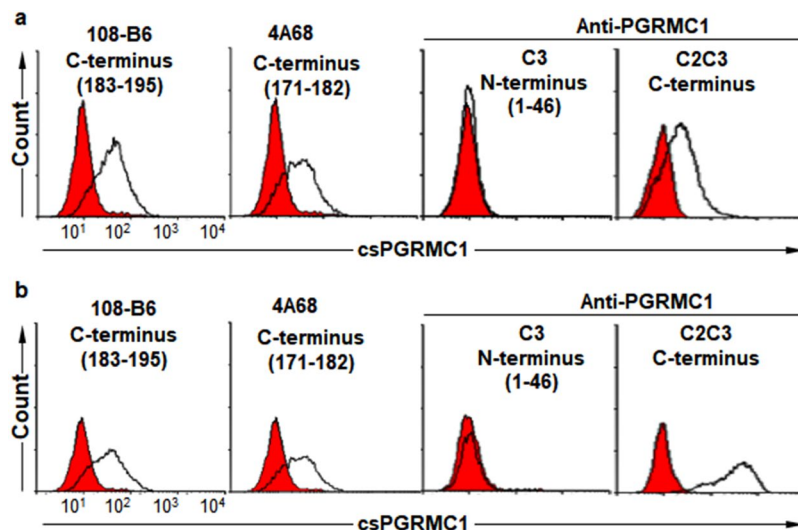 a
108-B6
C-terminus
(183-195)
4A68
C-terminus
(171-182)
Anti-PGRMC1
C3
N-terminus
(1-46)
C2C3
C-terminus
Count
10¹ 10² 10³ 10⁴
csPGRMC1
b
108-B6
C-terminus
(183-195)
4A68
C-terminus
(171-182)
Anti-PGRMC1
C3
N-terminus
(1-46)
C2C3
C-terminus
Count
10¹ 10² 10³ 10⁴
csPGRMC1